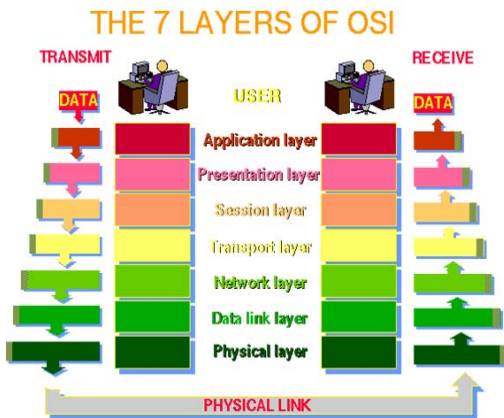 THE 7 LAYERS OF OSI
TRANSMIT
RECEIVE
DATA
USER
DATA
Application layer
Presentation layer
Session layer
Transport layer
Network layer
Data link layer
Physical layer
PHYSICAL LINK